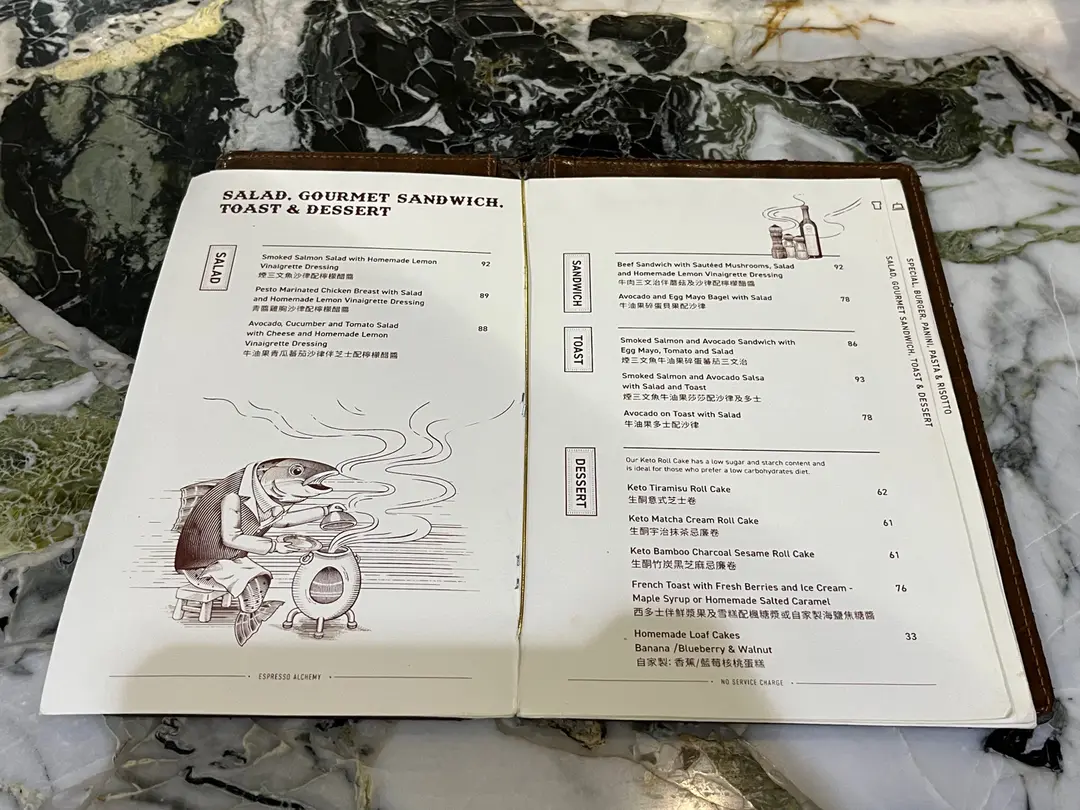 SALAD, GOURMET SANDWICH,
TOAST & DESSERT
SALAD
Smoked Salmon Salad with Homemade Lemon 92
Vinaigrette Dressing
煙三文魚沙律配檸檬醋醬
Pesto Marinated Chicken Breast with Salad 89
and Homemade Lemon Vinaigrette Dressing
青醬雞胸沙律配檸檬醋醬
Avocado, Cucumber and Tomato Salad 88
with Cheese and Homemade Lemon
Vinaigrette Dressing
牛油果青瓜蕃茄沙律伴芝士配檸檬醋醬
ESPRESSO ALCHEMY
SANDWICH
Beef Sandwich with Sautéed Mushrooms, Salad 92
and Homemade Lemon Vinaigrette Dressing
牛肉三文治伴蘑菇及沙律配檸檬醋醬
Avocado and Egg Mayo Bagel with Salad 78
牛油果碎蛋貝果配沙律
TOAST
Smoked Salmon and Avocado Sandwich with 86
Egg Mayo, Tomato and Salad
煙三文魚牛油果碎蛋蕃茄三文治
Smoked Salmon and Avocado Salsa 93
with Salad and Toast
煙三文魚牛油果莎莎配沙律及多士
Avocado on Toast with Salad 78
牛油果多士配沙律
DESSERT
Our Keto Roll Cake has a low sugar and starch content and
is ideal for those who prefer a low carbohydrates diet.
Keto Tiramisu Roll Cake 62
生酮意式芝士卷
Keto Matcha Cream Roll Cake 61
生酮宇治抹茶忌廉卷
Keto Bamboo Charcoal Sesame Roll Cake 61
生酮竹炭黑芝麻忌廉卷
French Toast with Fresh Berries and Ice Cream - 76
Maple Syrup or Homemade Salted Caramel
西多士伴鮮漿果及雪糕配楓糖漿或自家製海鹽焦糖醬
Homemade Loaf Cakes 33
Banana /Blueberry & Walnut
自家製: 香蕉/藍莓核桃蛋糕
NO SERVICE CHARGE
SALAD, GOURMET SANDWICH, TOAST & DESSERT
SPECIAL, BURGER, PANINI, PASTA & RISOTTO